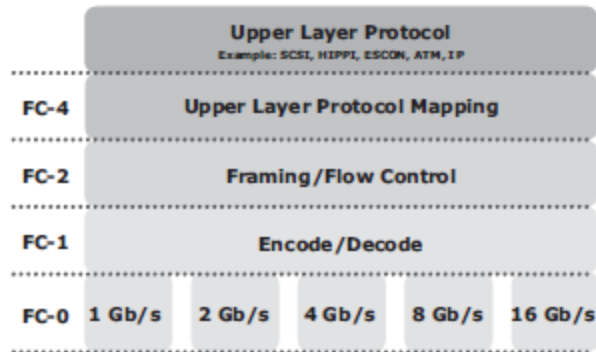 Upper Layer Protocol
Example: SCSI, HIPPI, ESCON, ATM, IP
FC-4 Upper Layer Protocol Mapping
FC-2 Framing/Flow Control
FC-1 Encode/Decode
FC-0 1 Gb/s 2 Gb/s 4 Gb/s 8 Gb/s 16 Gb/s